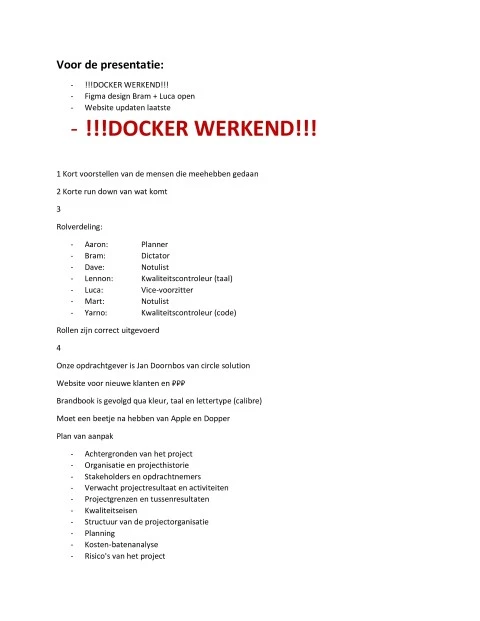 Voor de presentatie:
- !!!DOCKER WERKEND!!!
- Figma design Bram + Luca open
- Website updaten laatste
- !!!DOCKER WERKEND!!!
1 Kort voorstellen van de mensen die meehebben gedaan
2 Korte run down van wat komt
3
Rolverdeling:
- Aaron: Planner
- Bram: Dictator
- Dave: Notulist
- Lennon: Kwaliteitscontroleur (taal)
- Luca: Vice-voorzitter
- Mart: Notulist
- Yarno: Kwaliteitscontroleur (code)
Rollen zijn correct uitgevoerd
4
Onze opdrachtgever is Jan Doornbos van circle solution
Website voor nieuwe klanten en ₽₽₽
Brandbook is gevolgd qua kleur, taal en lettertype (calibre)
Moet een beetje na hebben van Apple en Dopper
Plan van aanpak
- Achtergronden van het project
- Organisatie en projecthistorie
- Stakeholders en opdrachtnemers
- Verwacht projectresultaat en activiteiten
- Projectgrenzen en tussenresultaten
- Kwaliteitseisen
- Structuur van de projectorganisatie
- Planning
- Kosten-batenanalyse
- Risico's van het project